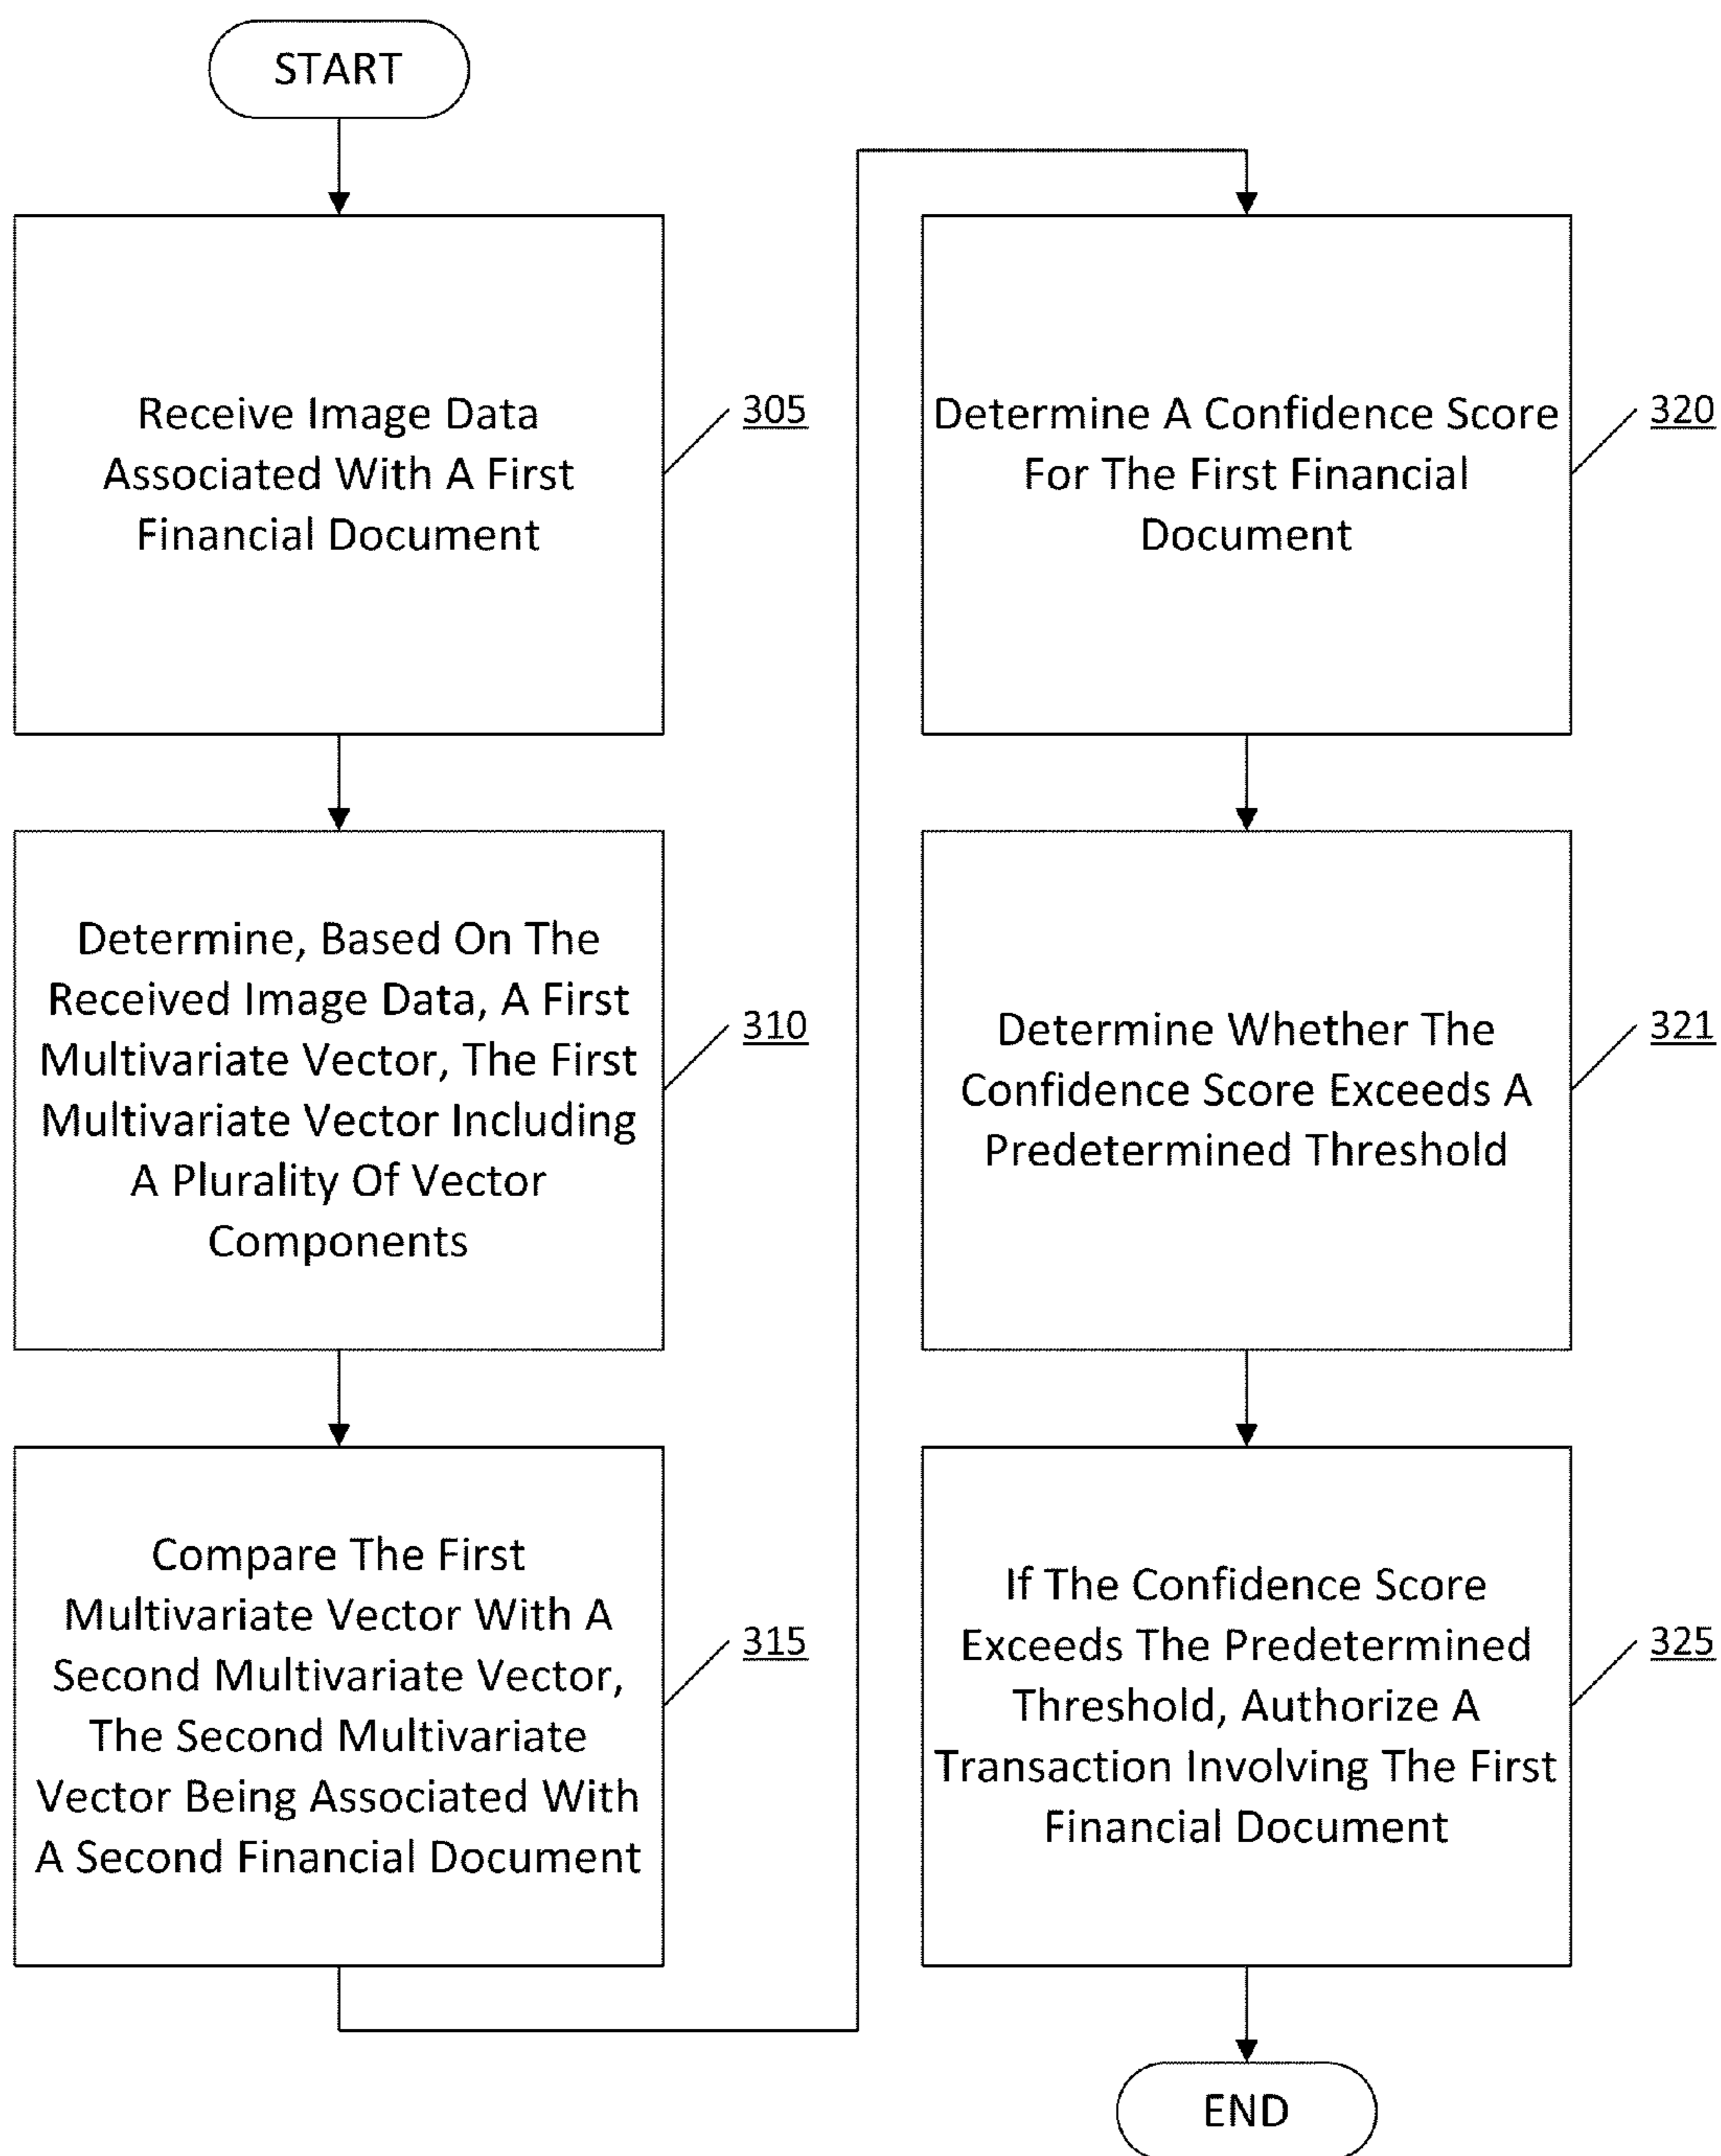 START
Receive Image Data
Associated With A First
Financial Document
305
Determine, Based On The
Received Image Data, A First
Multivariate Vector, The First
Multivariate Vector Including
A Plurality Of Vector
Components
310
Compare The First
Multivariate Vector With A
Second Multivariate Vector,
The Second Multivariate
Vector Being Associated With
A Second Financial Document
315
Determine A Confidence Score
For The First Financial
Document
320
Determine Whether The
Confidence Score Exceeds A
Predetermined Threshold
321
If The Confidence Score
Exceeds The Predetermined
Threshold, Authorize A
Transaction Involving The First
Financial Document
325
END